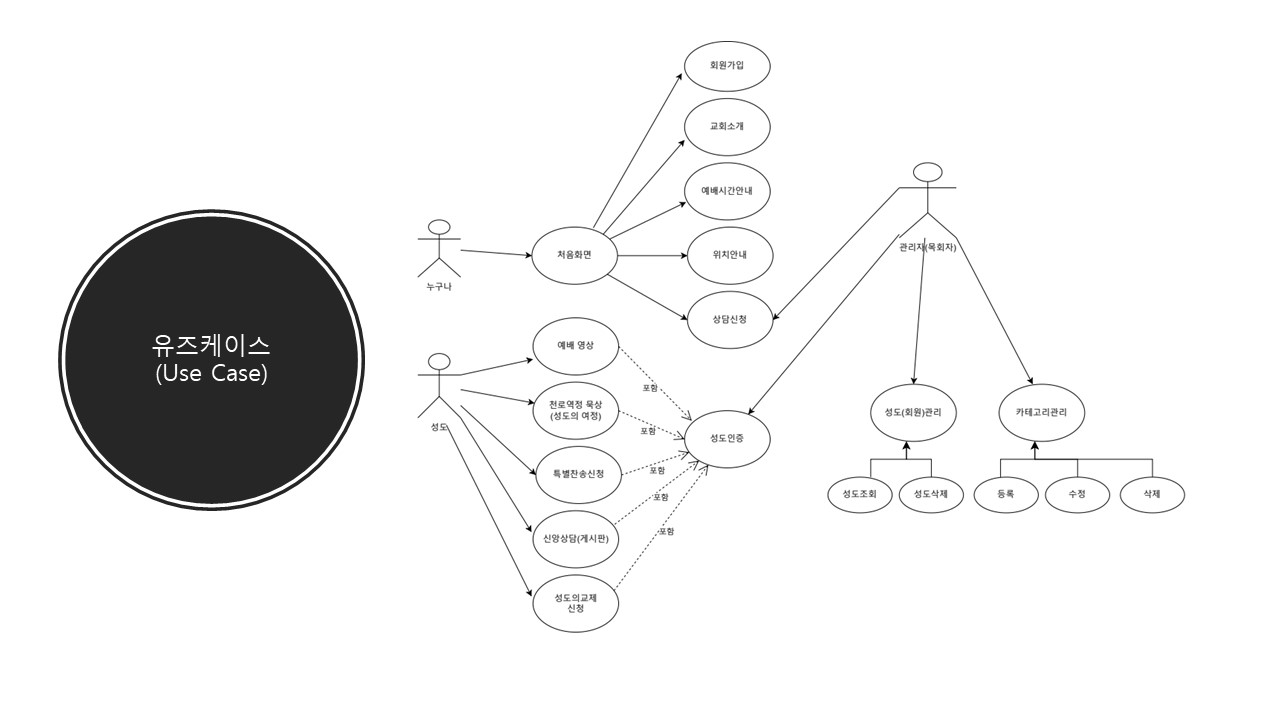 유즈케이스
(Use Case)
회원가입
교회소개
예배시간안내
처음화면
위치안내
누구나
상담신청
관리자(목회자)
예배 영상
포함
천로역정 묵상
(성도의 여정)
포함
성도
성도인증
특별찬송신청
포함
신앙상담(게시판)
포함
성도의교제
신청
포함
성도(회원)관리
카테고리관리
성도조회
성도삭제
등록
수정
삭제